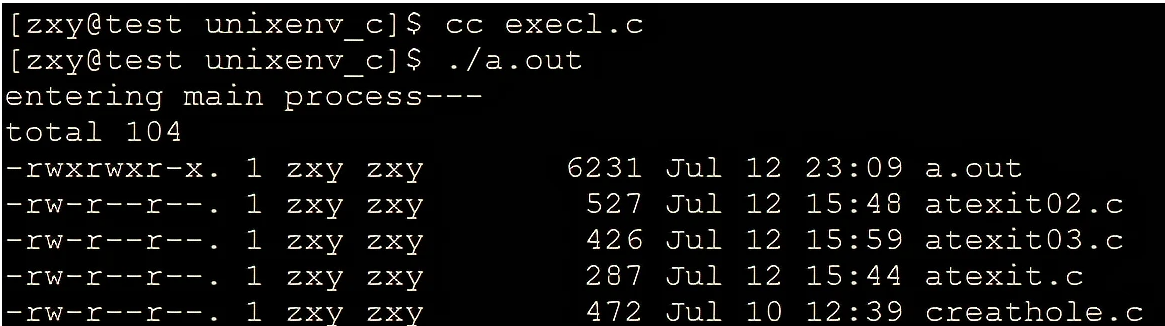 [zxy@test unixenv_c]$ cc execl.c
[zxy@test unixenv_c]$ ./a.out
entering main process---
total 104
-rwxrwxr-x. 1 zxy zxy 6231 Jul 12 23:09 a.out
-rw-r--r--. 1 zxy zxy 527 Jul 12 15:48 atexit02.c
-rw-r--r--. 1 zxy zxy 426 Jul 12 15:59 atexit03.c
-rw-r--r--. 1 zxy zxy 287 Jul 12 15:44 atexit.c
-rw-r--r--. 1 zxy zxy 472 Jul 10 12:39 creathole.c